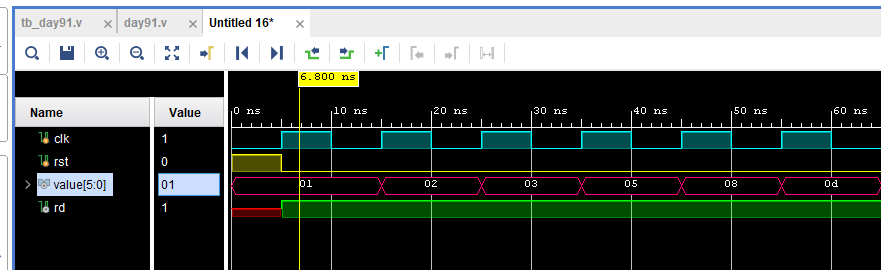 tb_day91.v × day91.v × Untitled 16* ×
6.800 ns
Name Value
0 ns 10 ns 20 ns 30 ns 40 ns 50 ns 60 ns
clk 1
rst 0
value[5:0] 01 01 02 03 05 08 0d
rd 1